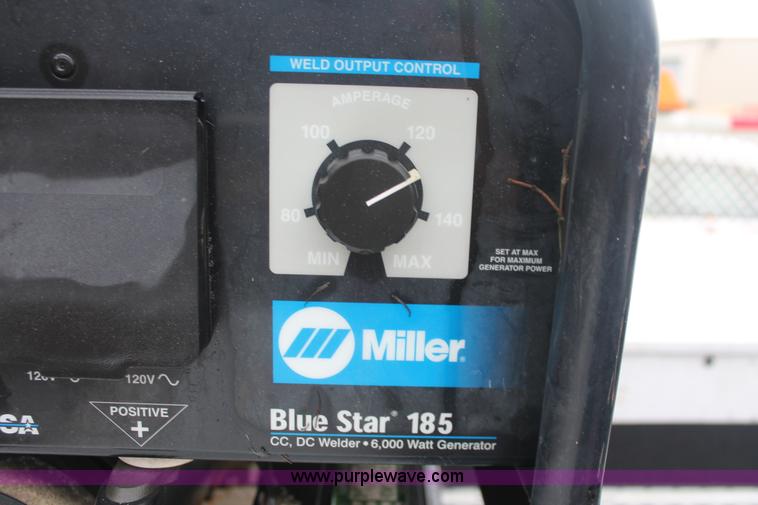 WELD OUTPUT CONTROL
AMPERAGE
100 120
80 140
MIN MAX
SET AT MAX
FOR MAXIMUM
GENERATOR POWER
Miller®
120V 120V
POSITIVE
+
SA
Blue Star® 185
CC, DC Welder • 6,000 Watt Generator
www.purplewave.com